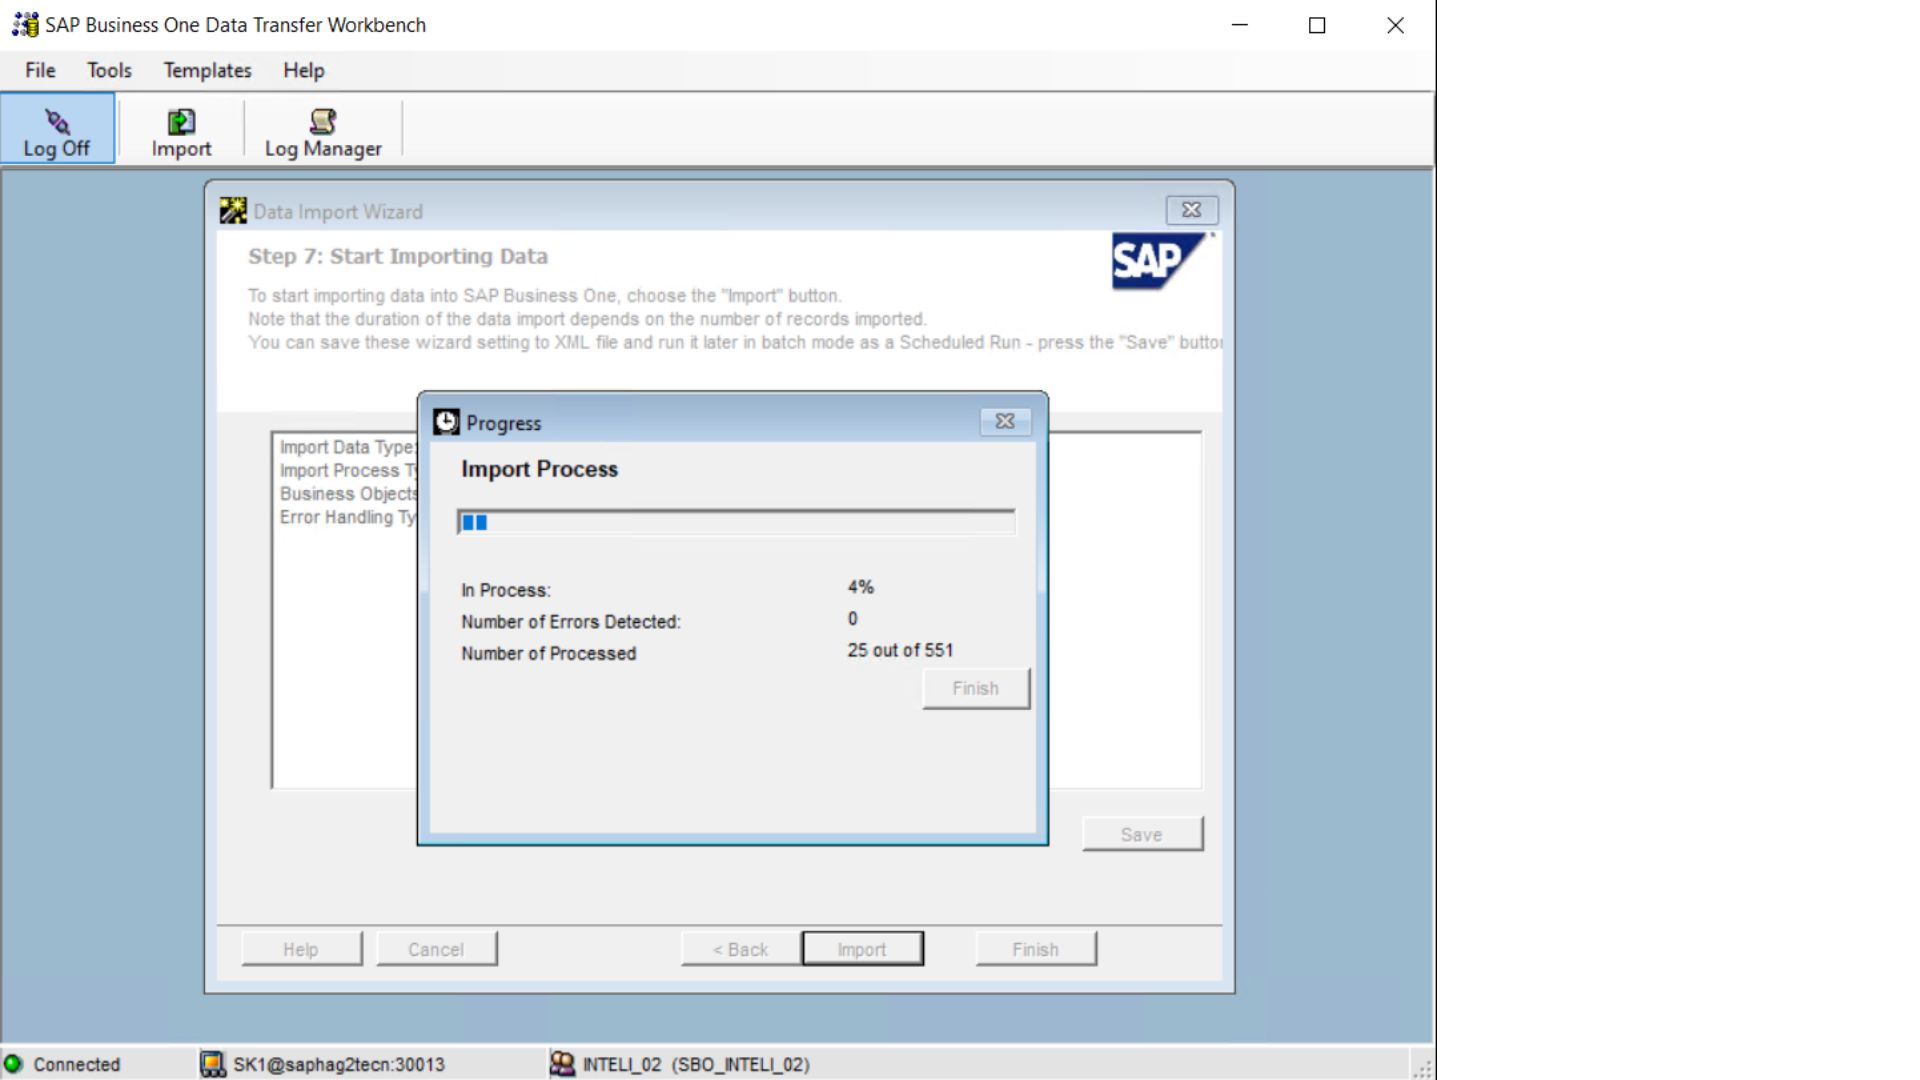 SAP Business One Data Transfer Workbench
File Tools Templates Help
Log Off Import Log Manager
Data Import Wizard
Step 7: Start Importing Data
SAP
To start importing data into SAP Business One, choose the "Import" button.
Note that the duration of the data import depends on the number of records imported.
You can save these wizard setting to XML file and run it later in batch mode as a Scheduled Run - press the "Save" button
Progress
Import Data Type:
Import Process Ty
Business Objects
Error Handling Ty
Import Process
In Process: 4%
Number of Errors Detected: 0
Number of Processed 25 out of 551
Finish
Save
Help Cancel < Back Import Finish
Connected SK1@saphag2tecn:30013 INTELI_02 (SBO_INTELI_02)